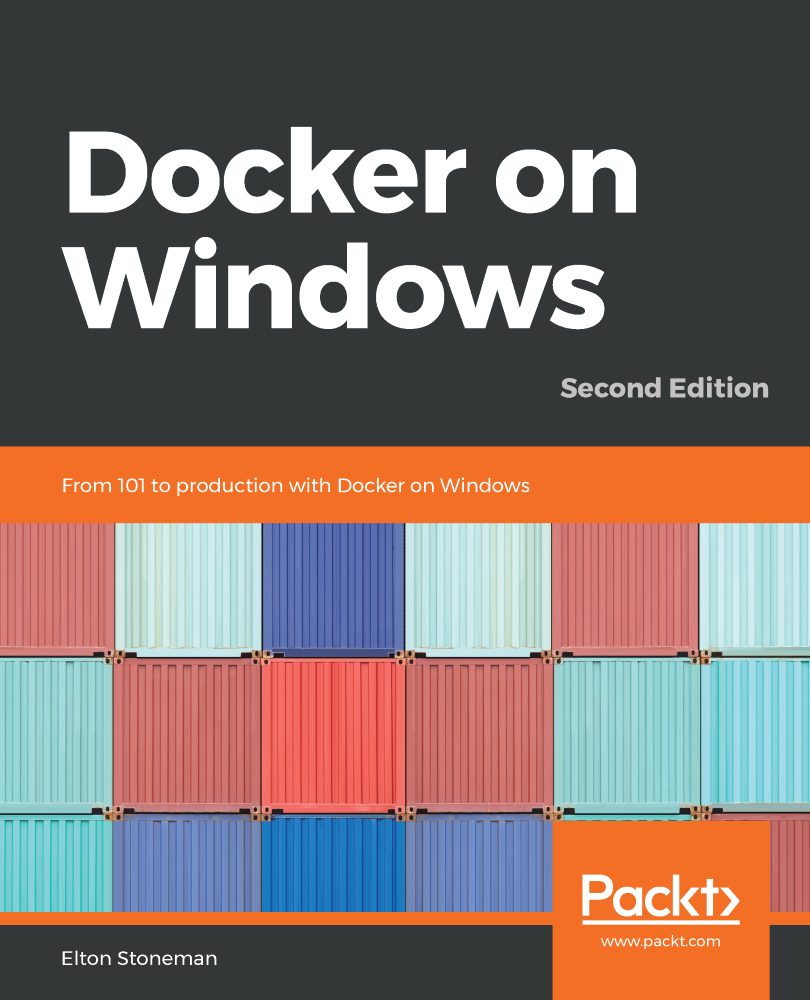 Docker on
Windows
Second Edition
From 101 to production with Docker on Windows
Packt>
www.packt.com
Elton Stoneman